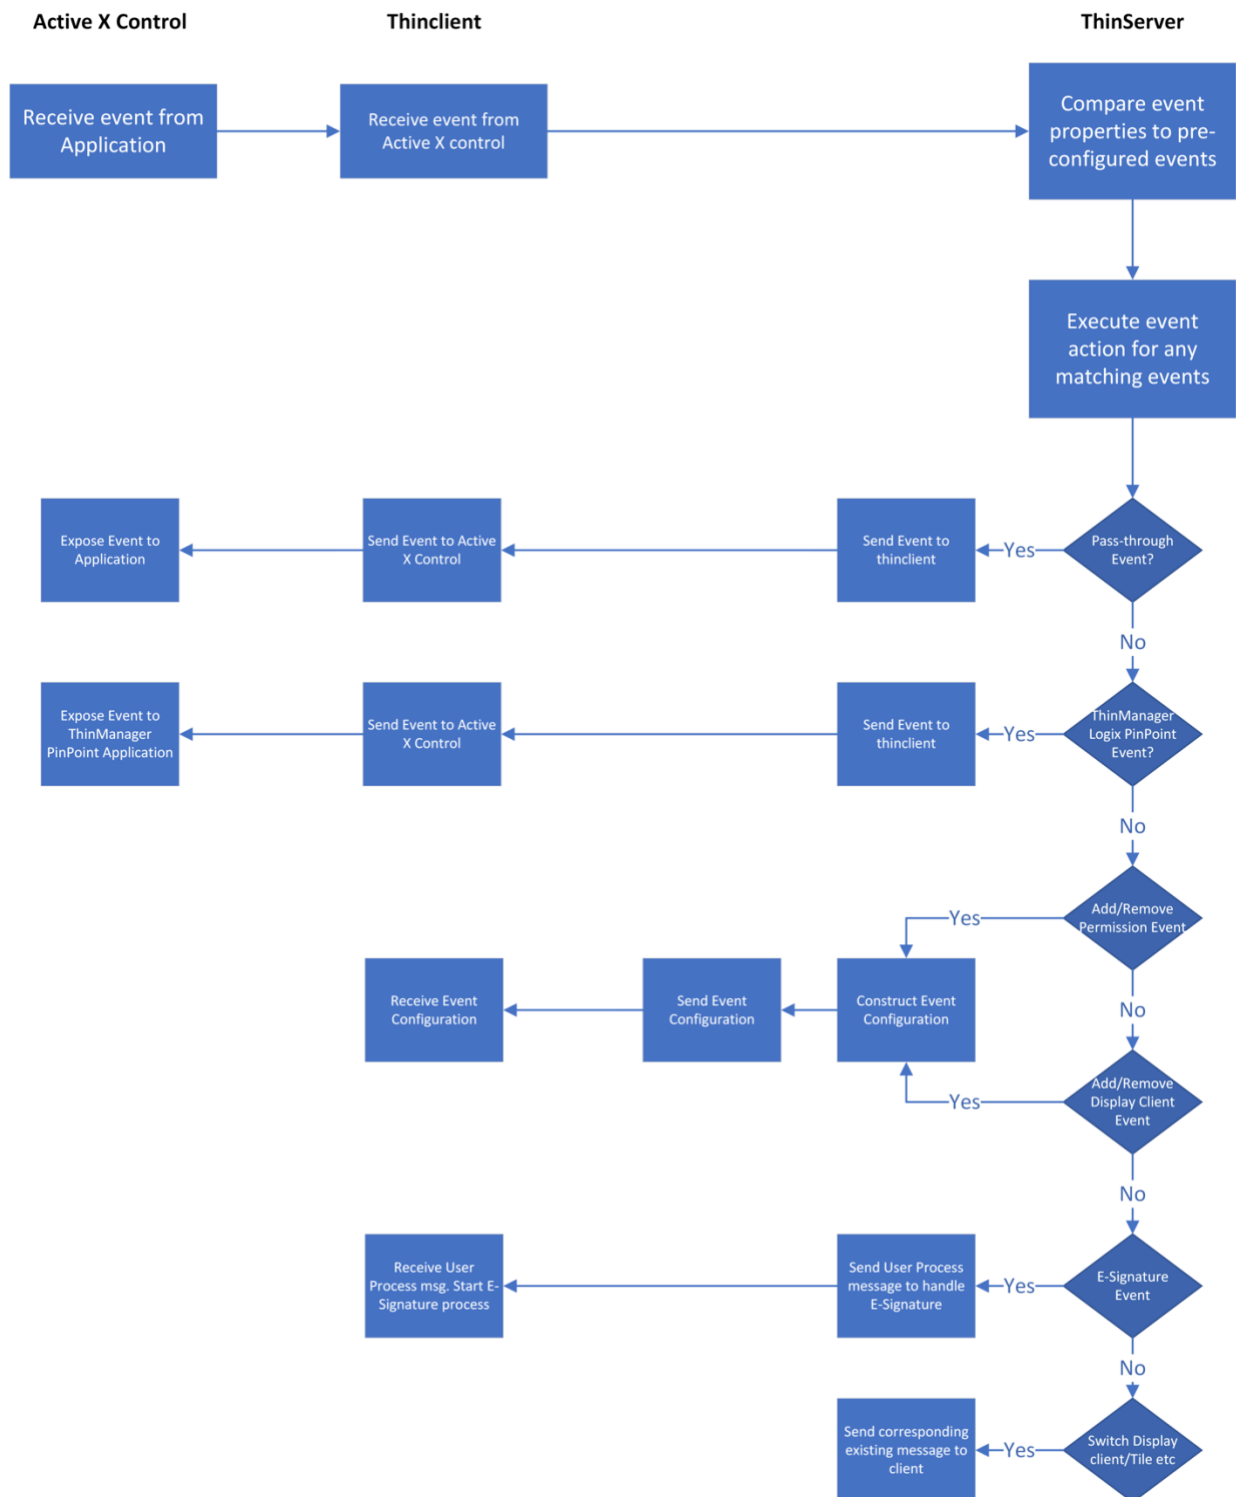 Active X Control
Thinclient
ThinServer
Receive event from
Application
Receive event from
Active X control
Compare event
properties to pre-
configured events
Execute event
action for any
matching events
Expose Event to
Application
Send Event to Active
X Control
Send Event to
thinclient
Yes
Pass-through
Event?
No
Expose Event to
ThinManager
PinPoint Application
Send Event to Active
X Control
Send Event to
thinclient
Yes
ThinManager
Logix PinPoint
Event?
No
Yes
Add/Remove
Permission Event
Receive Event
Configuration
Send Event
Configuration
Construct Event
Configuration
No
Yes
Add/Remove
Display Client
Event
No
Receive User
Process msg. Start E-
Signature process
Send User Process
message to handle
E-Signature
Yes
E-Signature
Event
No
Send corresponding
existing message to
client
Yes
Switch Display
client/Tile etc